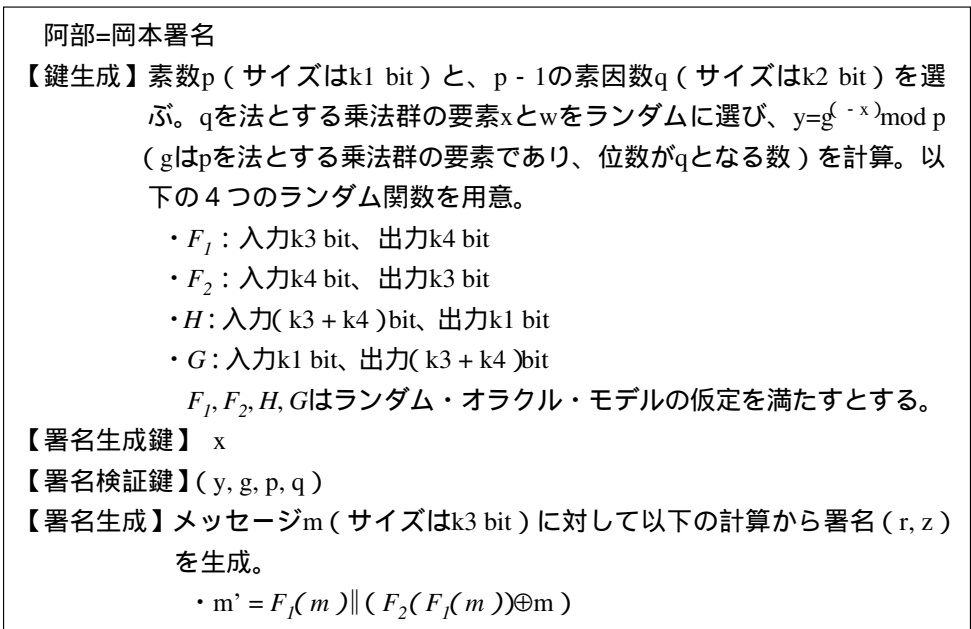 阿部=岡本署名
【鍵生成】素数p（サイズはk1 bit）と、p - 1の素因数q（サイズはk2 bit）を選
ぶ。qを法とする乗法群の要素xとwをランダムに選び、y=g^( - x)mod p
（gはpを法とする乗法群の要素であり、位数がqとなる数）を計算。以
下の４つのランダム関数を用意。
・F₁：入力k3 bit、出力k4 bit
・F₂：入力k4 bit、出力k3 bit
・H：入力（k3 + k4）bit、出力k1 bit
・G：入力k1 bit、出力（k3 + k4）bit
F₁, F₂, H, Gはランダム・オラクル・モデルの仮定を満たすとする。
【署名生成鍵】 x
【署名検証鍵】（y, g, p, q）
【署名生成】メッセージm（サイズはk3 bit）に対して以下の計算から署名（r, z）
を生成。
・m’ = F₁(m)‖(F₂(F₁(m))⊕m)